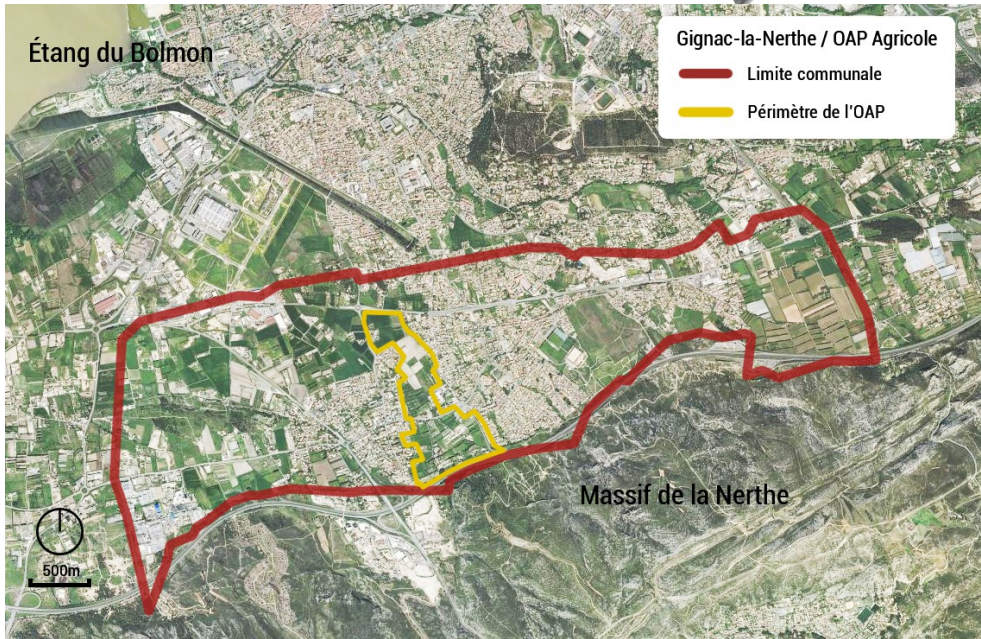 Étang du Bolmon
Gignac-la-Nerthe / OAP Agricole
Limite communale
Périmètre de l'OAP
Massif de la Nerthe
500m